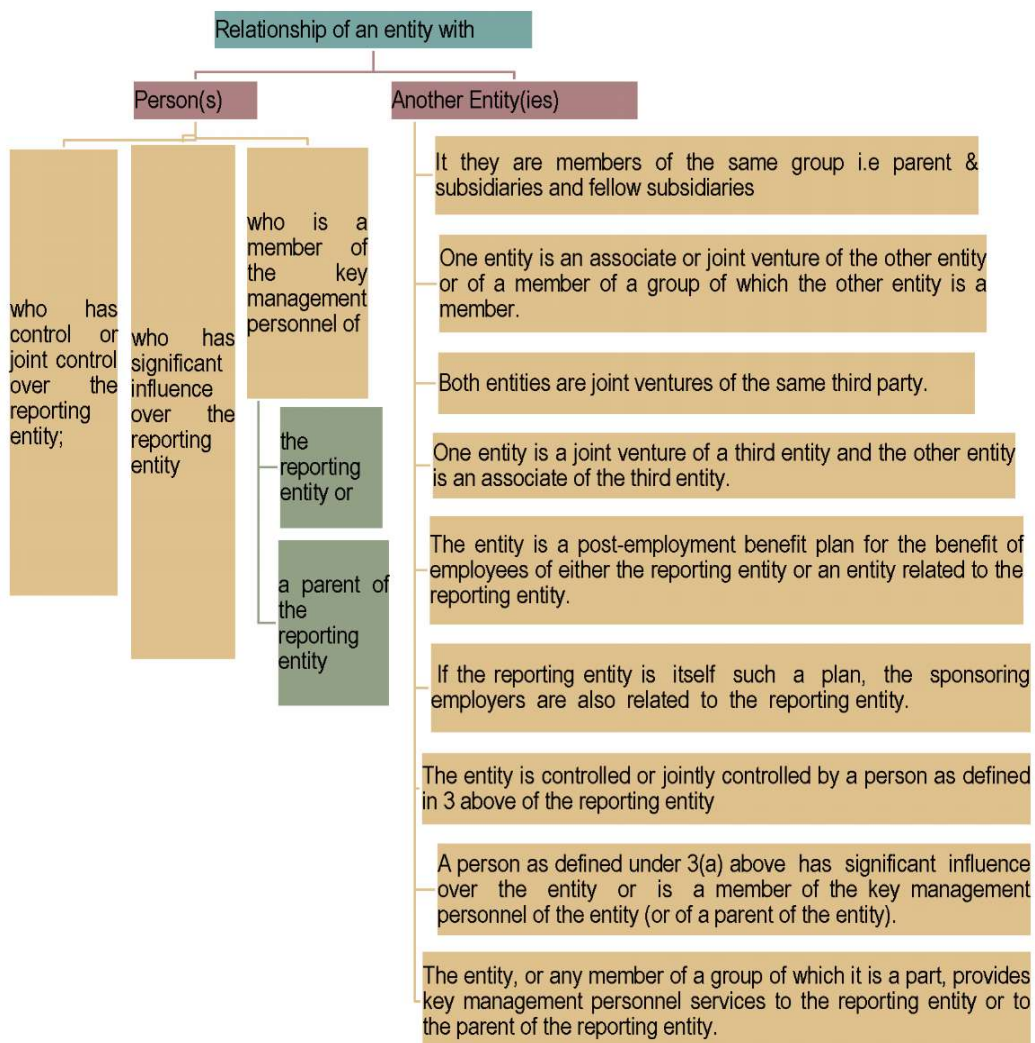 Relationship of an entity with
Person(s)
Another Entity(ies)
who has
control or
joint control
over the
reporting
entity;
who has
significant
influence
over the
reporting
entity
who is a
member of
the key
management
personnel of
the
reporting
entity or
a parent of
the
reporting
entity
It they are members of the same group i.e parent &
subsidiaries and fellow subsidiaries
One entity is an associate or joint venture of the other entity
or of a member of a group of which the other entity is a
member.
Both entities are joint ventures of the same third party.
One entity is a joint venture of a third entity and the other entity
is an associate of the third entity.
The entity is a post-employment benefit plan for the benefit of
employees of either the reporting entity or an entity related to the
reporting entity.
If the reporting entity is itself such a plan, the sponsoring
employers are also related to the reporting entity.
The entity is controlled or jointly controlled by a person as defined
in 3 above of the reporting entity
A person as defined under 3(a) above has significant influence
over the entity or is a member of the key management
personnel of the entity (or of a parent of the entity).
The entity, or any member of a group of which it is a part, provides
key management personnel services to the reporting entity or to
the parent of the reporting entity.